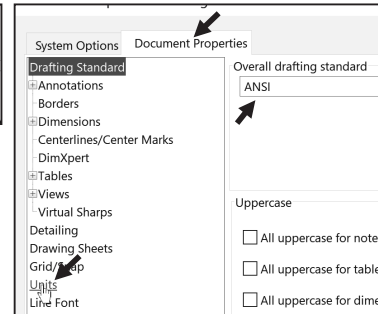 System Options Document Properties
Drafting Standard
Annotations
Borders
Dimensions
Centerlines/Center Marks
DimXpert
Tables
Views
Virtual Sharps
Detailing
Drawing Sheets
Grid/Snap
Units
Line Font
Overall drafting standard
ANSI
Uppercase
All uppercase for note
All uppercase for table
All uppercase for dime